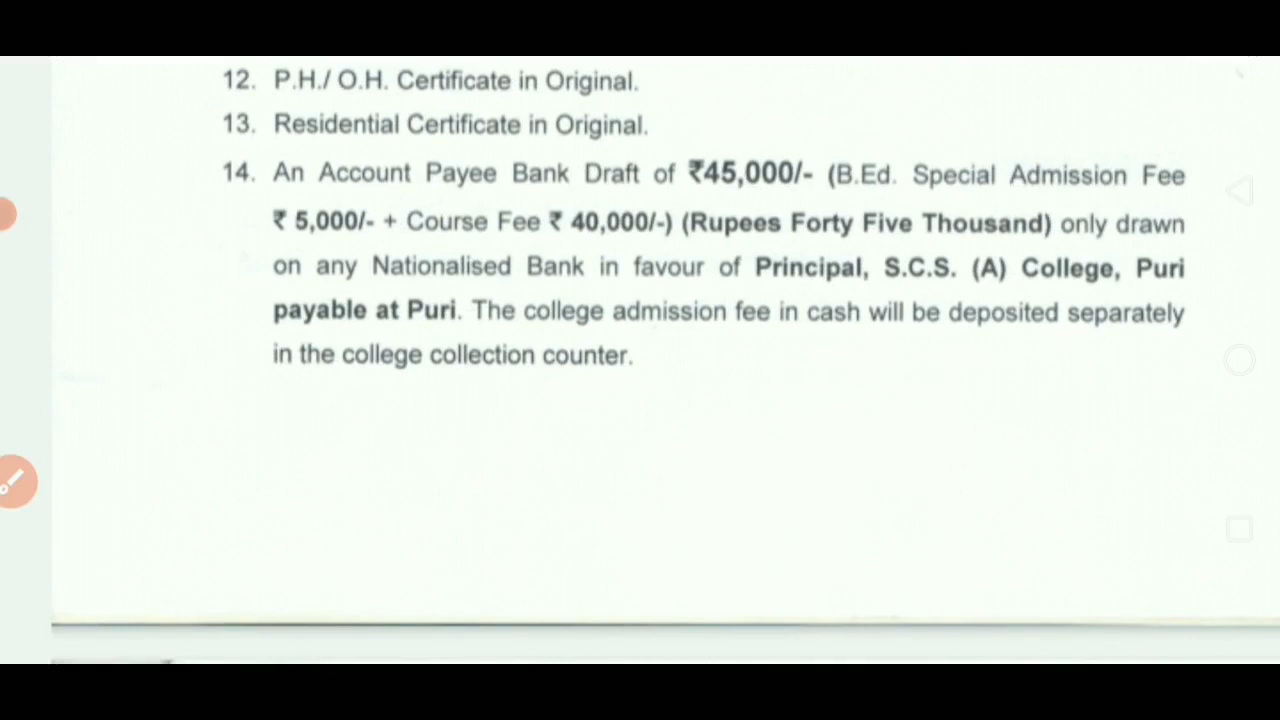 12. P.H./ O.H. Certificate in Original.
13. Residential Certificate in Original.
14. An Account Payee Bank Draft of ₹45,000/- (B.Ed. Special Admission Fee
₹ 5,000/- + Course Fee ₹ 40,000/-) (Rupees Forty Five Thousand) only drawn
on any Nationalised Bank in favour of Principal, S.C.S. (A) College, Puri
payable at Puri. The college admission fee in cash will be deposited separately
in the college collection counter.